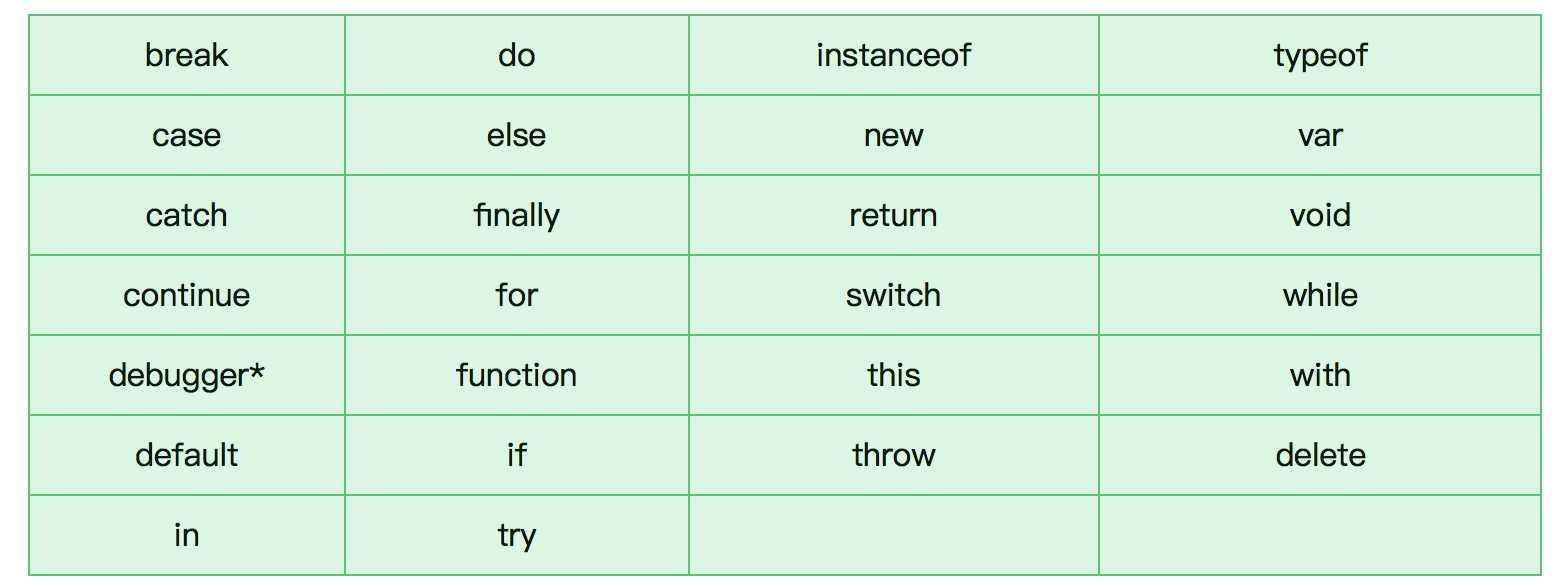 break do instanceof typeof
case else new var
catch finally return void
continue for switch while
debugger* function this with
default if throw delete
in try